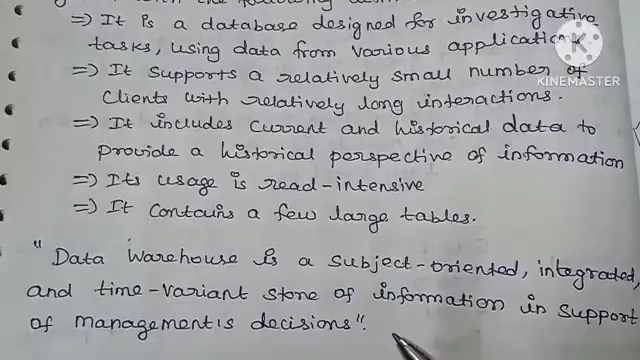 with the following
=> It is a database designed for investigative
tasks, using data from various applications.
=> It supports a relatively small number of
clients with relatively long interactions.
=> It includes current and historical data to
provide a historical perspective of information
=> Its usage is read-intensive
=> It contains a few large tables.
"Data warehouse is a subject-oriented, integrated,
and time-variant store of information in support
of management's decisions".
KINEMASTER